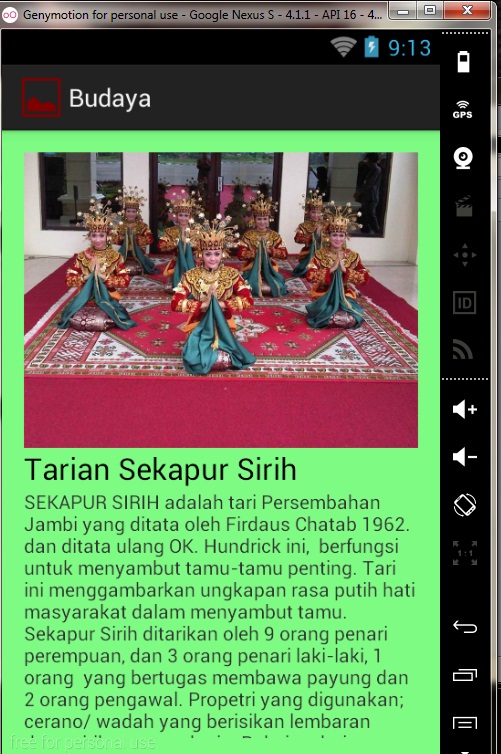 Genymotion for personal use - Google Nexus S - 4.1.1 - API 16 - 4...
9:13
Budaya
GPS
ID
1:1
Tarian Sekapur Sirih
SEKAPUR SIRIH adalah tari Persembahan
Jambi yang ditata oleh Firdaus Chatab 1962.
dan ditata ulang OK. Hundrick ini, berfungsi
untuk menyambut tamu-tamu penting. Tari
ini menggambarkan ungkapan rasa putih hati
masyarakat dalam menyambut tamu.
Sekapur Sirih ditarikan oleh 9 orang penari
perempuan, dan 3 orang penari laki-laki, 1
orang yang bertugas membawa payung dan
2 orang pengawal. Propetri yang digunakan;
cerano/ wadah yang berisikan lembaran
free for personal use